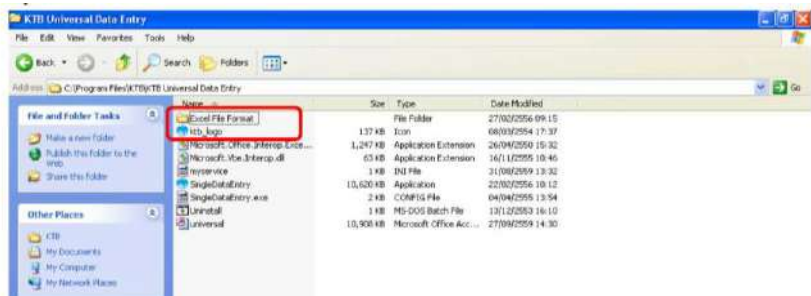 KTB Universal Data Entry
File Edit View Favorites Tools Help
Back Search Folders
Address C:\Program Files\KTB\KTB Universal Data Entry Go
File and Folder Tasks
Make a new folder
Publish this folder to the Web
Share this folder
Other Places
KTB
My Documents
My Computer
My Network Places
Name Size Type Date Modified
Excel File Format File Folder 27/02/2556 09:15
ktb_logo 137 KB Icon 08/03/2554 17:37
Microsoft.Office.Interop.Exce... 1,247 KB Application Extension 26/04/2550 15:32
Microsoft.Vbe.Interop.dll 63 KB Application Extension 16/11/2555 10:46
myservice 1 KB INI File 31/08/2559 13:32
SingleDataEntry 10,620 KB Application 22/02/2556 10:12
SingleDataEntry.exe 2 KB CONFIG File 04/04/2555 13:54
Uninstall 1 KB MS-DOS Batch File 13/12/2553 16:10
universal 10,908 KB Microsoft Office Acc... 27/09/2559 14:30